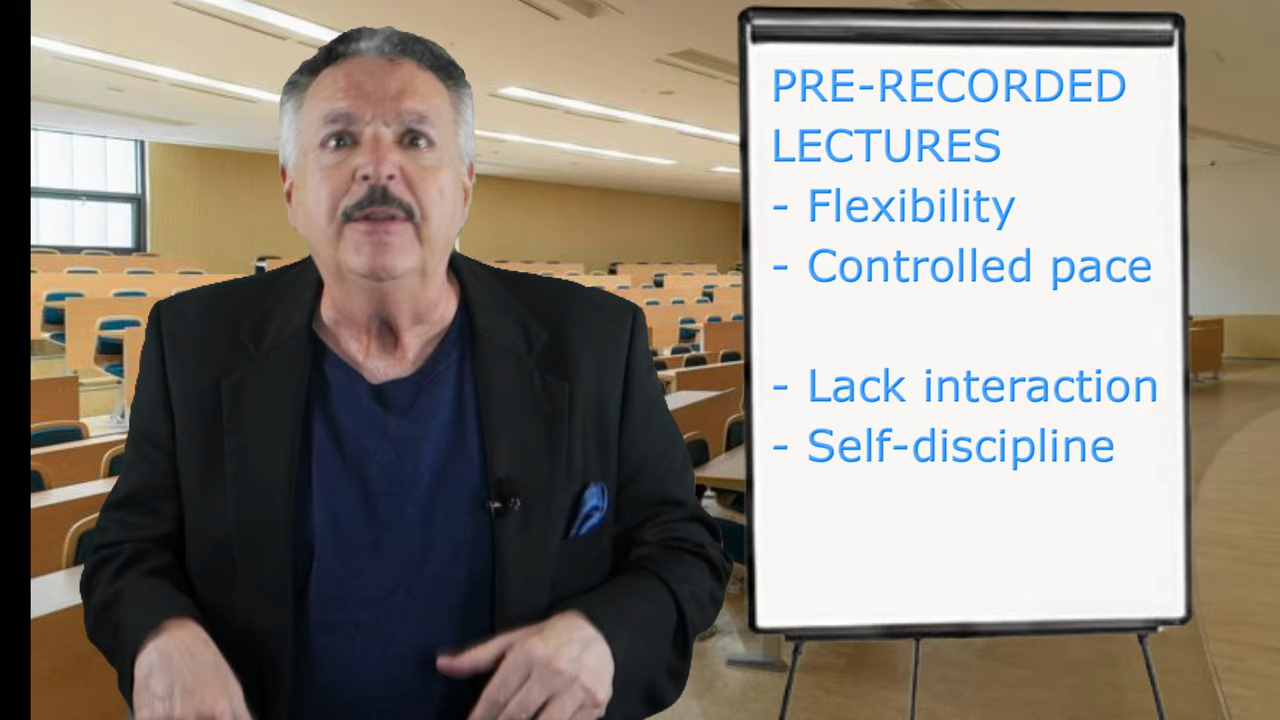 PRE-RECORDED
LECTURES
- Flexibility
- Controlled pace
- Lack interaction
- Self-discipline